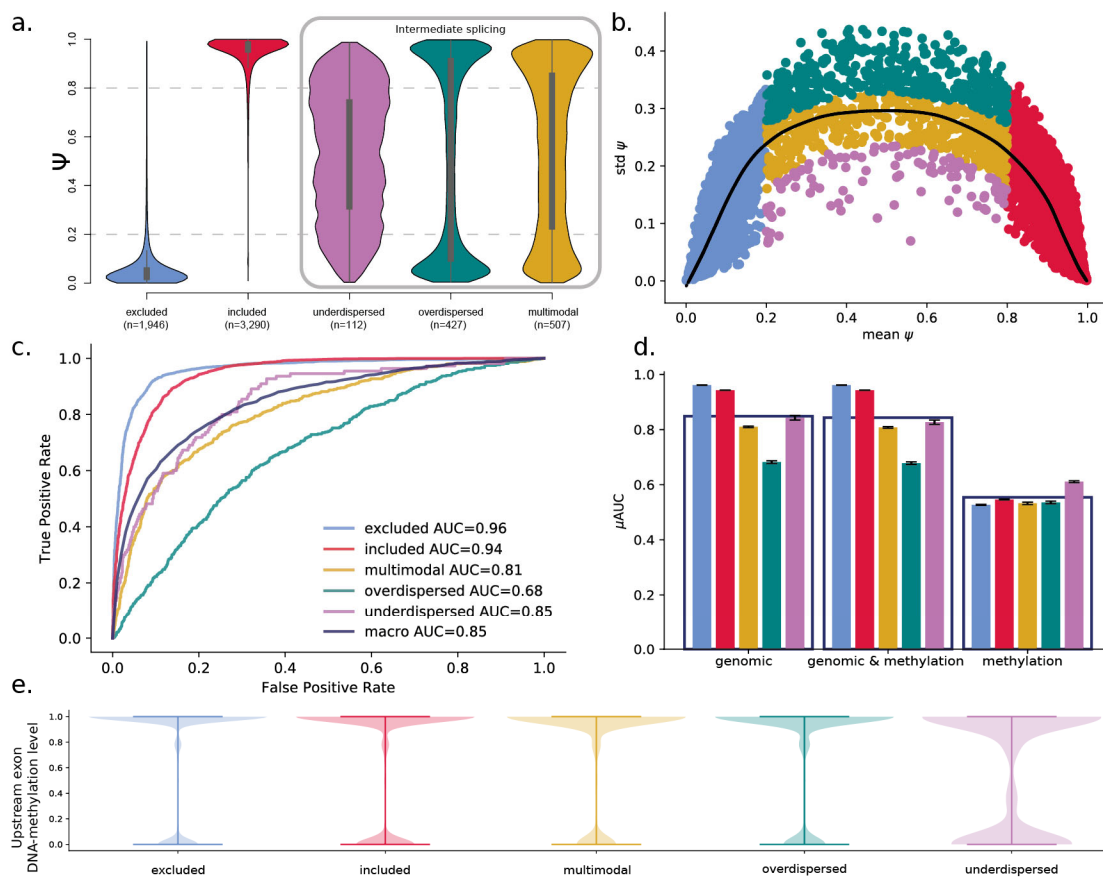 a.
Intermediate splicing
Ψ
1.0
0.8
0.6
0.4
0.2
0.0
excluded
(n=1,946)
included
(n=3,290)
underdispersed
(n=112)
overdispersed
(n=427)
multimodal
(n=507)
b.
std ψ
0.4
0.3
0.2
0.1
0.0
0.0 0.2 0.4 0.6 0.8 1.0
mean ψ
c.
True Positive Rate
1.0
0.8
0.6
0.4
0.2
0.0
excluded AUC=0.96
included AUC=0.94
multimodal AUC=0.81
overdispersed AUC=0.68
underdispersed AUC=0.85
macro AUC=0.85
0.0 0.2 0.4 0.6 0.8 1.0
False Positive Rate
d.
μAUC
1.0
0.8
0.6
0.4
0.2
0.0
genomic genomic & methylation methylation
e.
Upstream exon
DNA-methylation level
1.0
0.8
0.6
0.4
0.2
0.0
excluded included multimodal overdispersed underdispersed